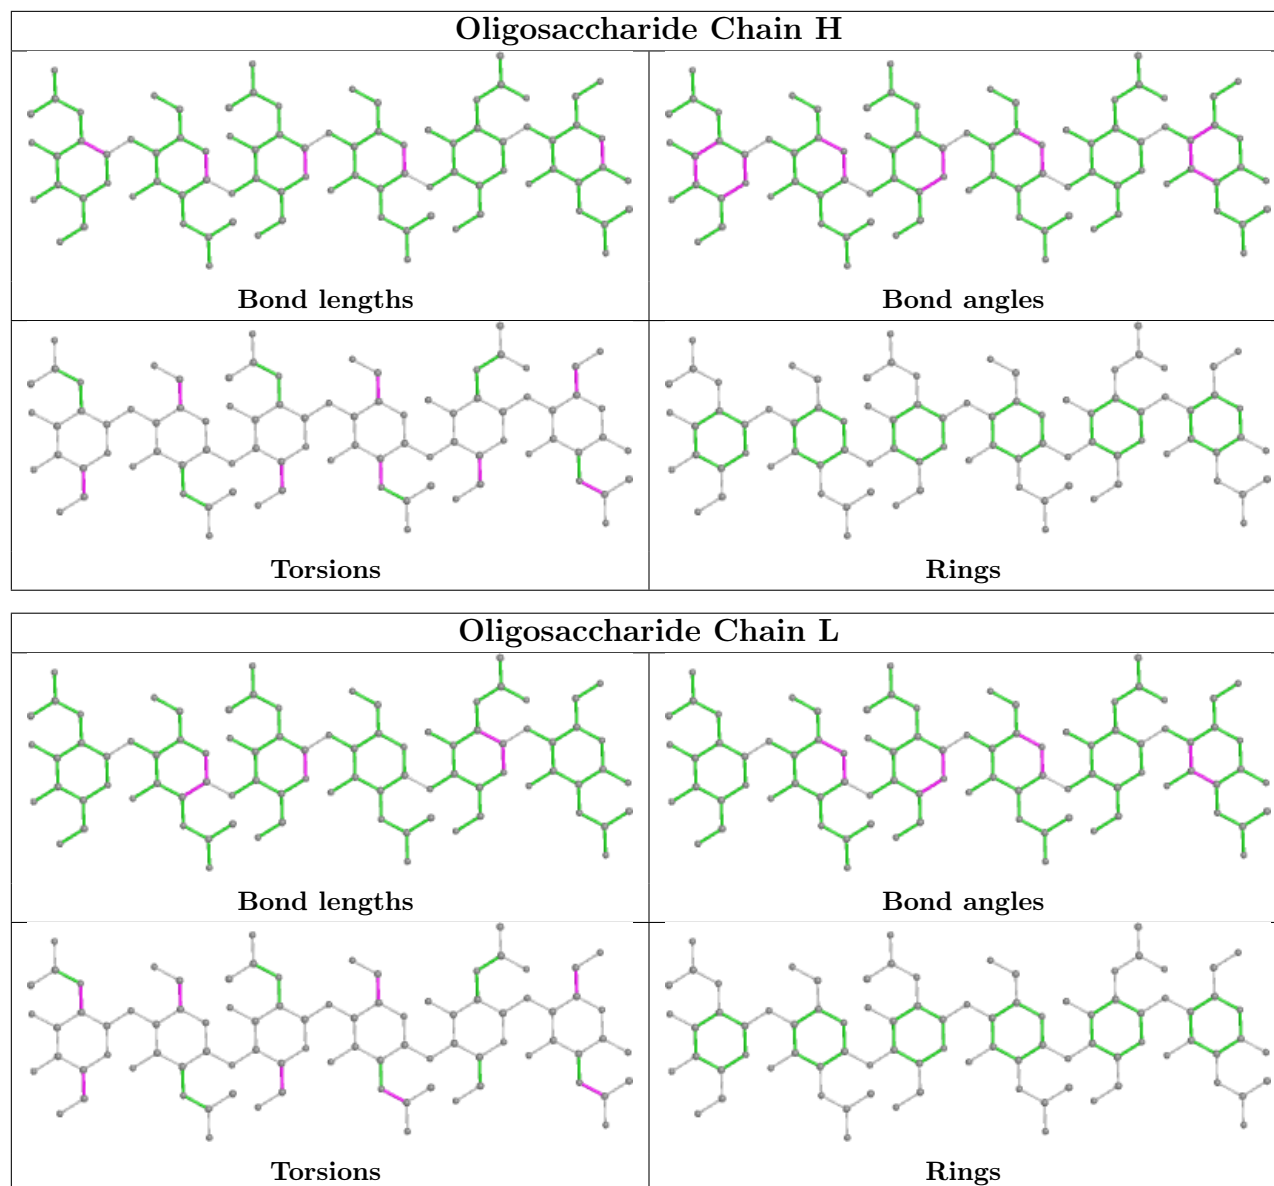 Oligosaccharide Chain H
Bond lengths
Bond angles
Torsions
Rings
Oligosaccharide Chain L
Bond lengths
Bond angles
Torsions
Rings